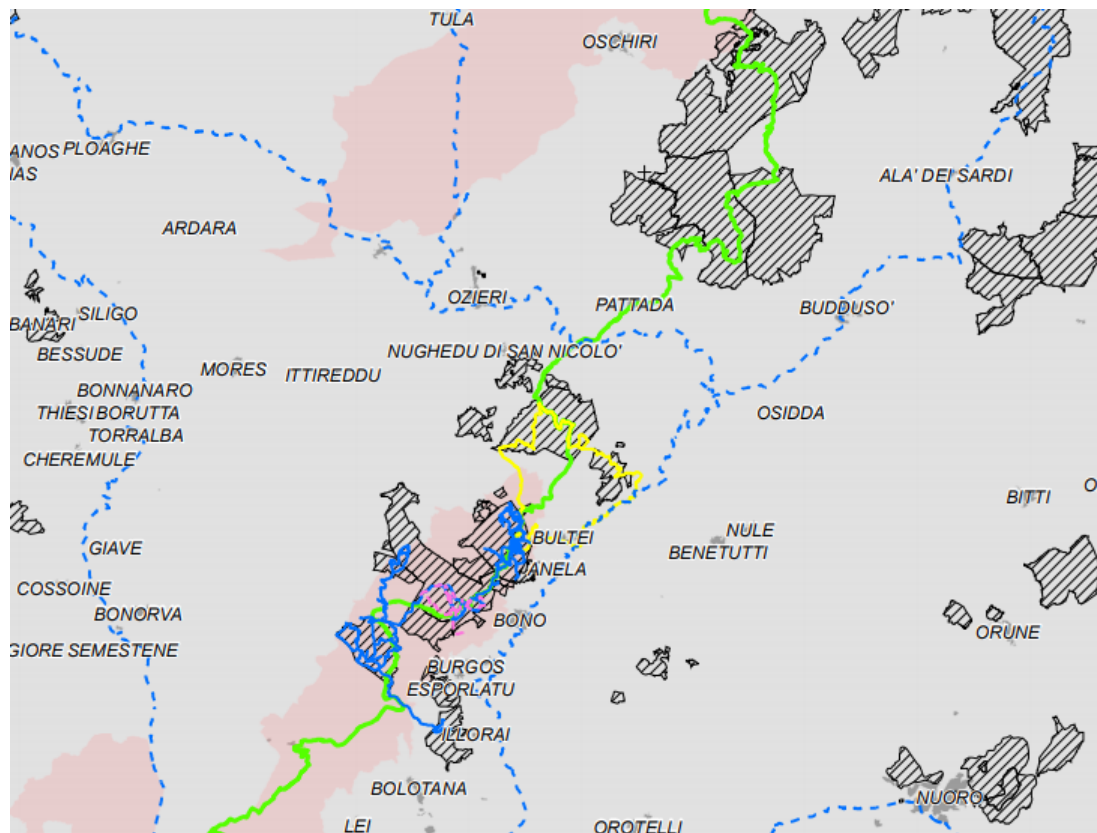 TULA
OSCHIRI
ANOS PLOAGHE
IAS
ALA' DEI SARDI
ARDARA
OZIERI
PATTADA
BUDDUSO'
SILIGO
BANARI
BESSUDE
NUGHEDU DI SAN NICOLO'
MORES
ITTIREDDU
BONNANARO
THIESI BORUTTA
OSIDDA
TORRALBA
CHEREMULE
O
BITTI
NULE
BULTEI
GIAVE
BENETUTTI
ANELA
COSSOINE
BONORVA
BONO
ORUNE
GIORE SEMESTENE
BURGOS
ESPORLATU
ILLORAI
BOLOTANA
NUORO
LEI
OROTELLI